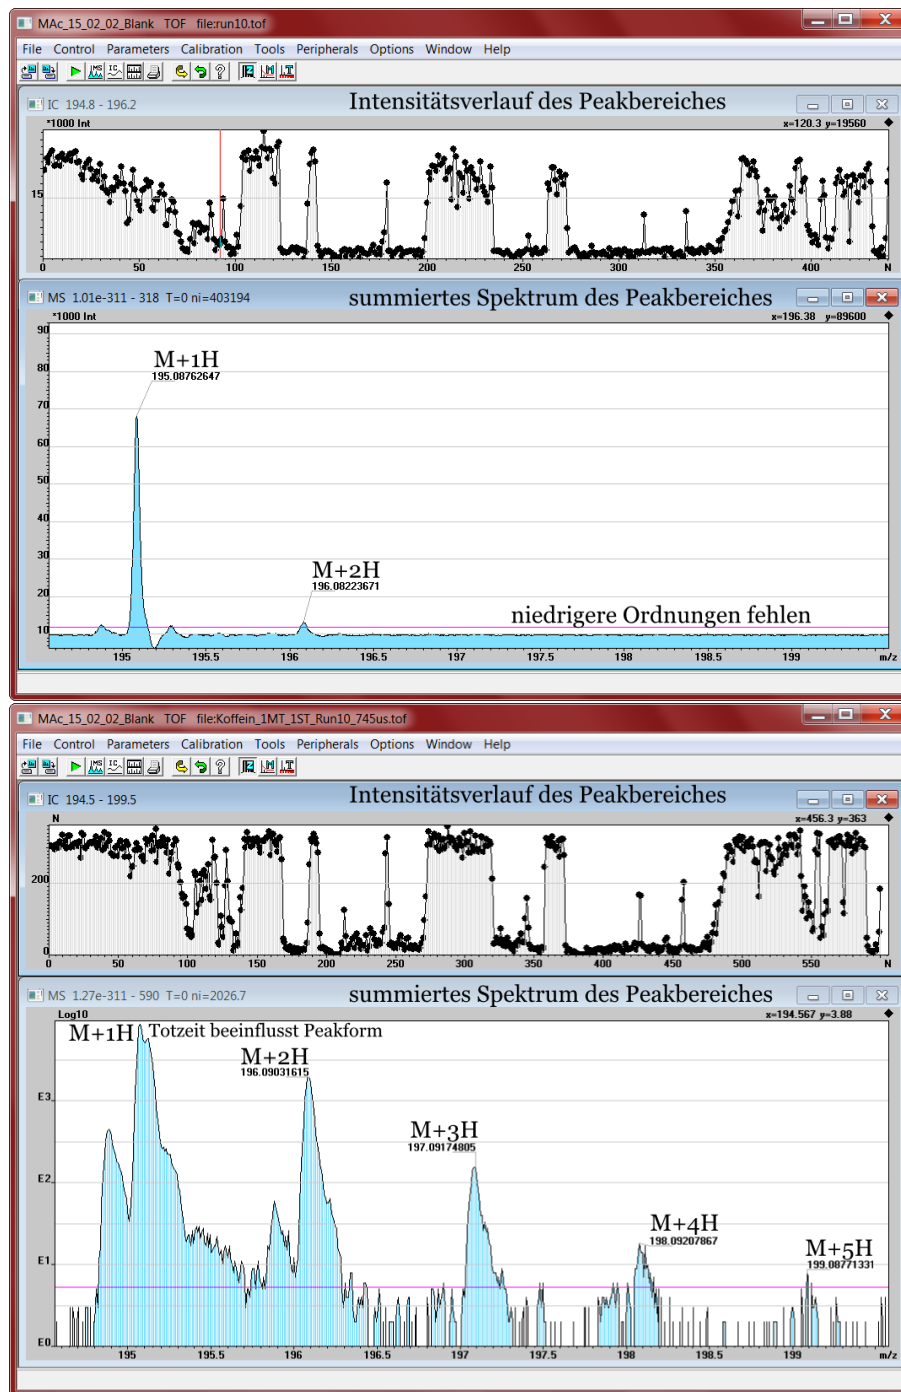 MAc_15_02_02_Blank TOF file:run10.tof
File Control Parameters Calibration Tools Peripherals Options Window Help
IC 194.8 - 196.2 Intensitätsverlauf des Peakbereiches
*1000 Int x=120.3 y=19560
15
0 50 100 150 200 250 300 350 400 N
MS 1.01e-311 - 318 T=0 ni=403194 summiertes Spektrum des Peakbereiches
*1000 Int x=196.38 y=89600
90
80
M+1H
195.08762647
70
60
50
40
30
M+2H
196.08223671
20
niedrigere Ordnungen fehlen
10
195 195.5 196 196.5 197 197.5 198 198.5 199 m/z
MAc_15_02_02_Blank TOF file:Koffein_1MT_1ST_Run10_745us.tof
File Control Parameters Calibration Tools Peripherals Options Window Help
IC 194.5 - 199.5 Intensitätsverlauf des Peakbereiches
N x=456.3 y=363
200
0
0 50 100 150 200 250 300 350 400 450 500 550 N
MS 1.27e-311 - 590 T=0 ni=2026.7 summiertes Spektrum des Peakbereiches
Log10 x=194.567 y=3.88
M+1H Totzeit beeinflusst Peakform
M+2H
196.09031615
E3
M+3H
197.09174805
E2
M+4H
198.09207867
M+5H
199.08771331
E1
E0
195 195.5 196 196.5 197 197.5 198 198.5 199 m/z